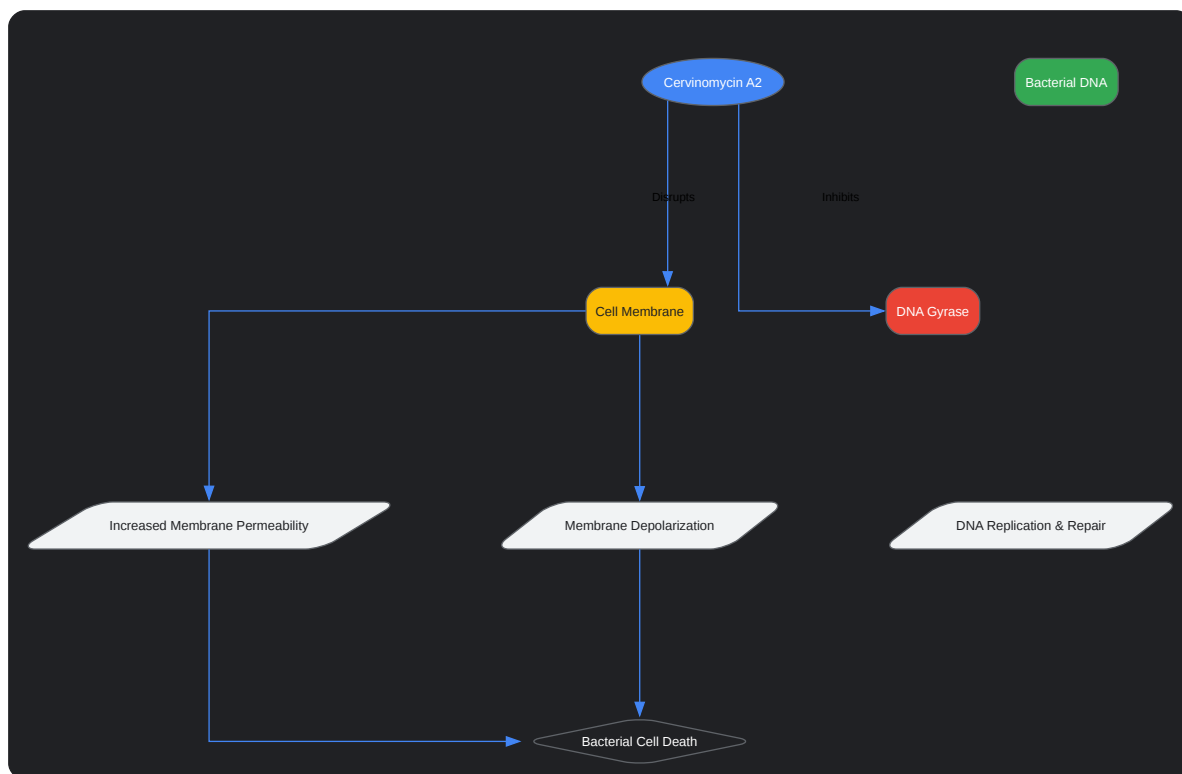 Cervinomycin A2
Bacterial DNA
Disrupts
Inhibits
Cell Membrane
DNA Gyrase
Increased Membrane Permeability
Membrane Depolarization
DNA Replication & Repair
Bacterial Cell Death